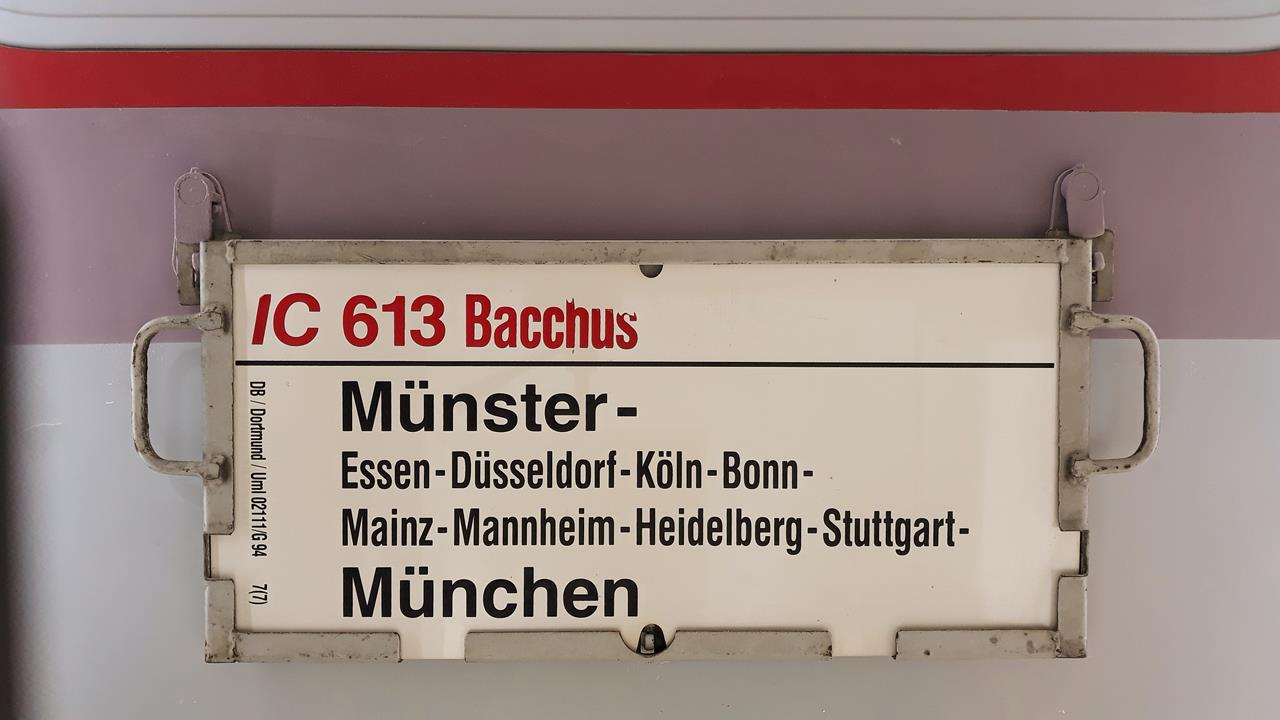 IC 613 Bacchus
Münster-
Essen-Düsseldorf-Köln-Bonn-
Mainz-Mannheim-Heidelberg-Stuttgart-
München
DB / Dortmund / Uml 02111/G 94 7(7)